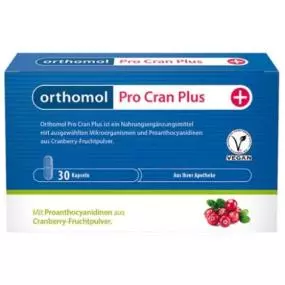 orthomol Pro Cran Plus
Orthomol Pro Cran Plus ist ein Nahrungsergänzungsmittel
mit ausgewählten Mikroorganismen und Proanthocyanidinen
aus Cranberry-Fruchtpulver.
VEGAN
30 Kapseln
Aus Ihrer Apotheke
Mit Proanthocyanidinen aus
Cranberry-Fruchtpulver.